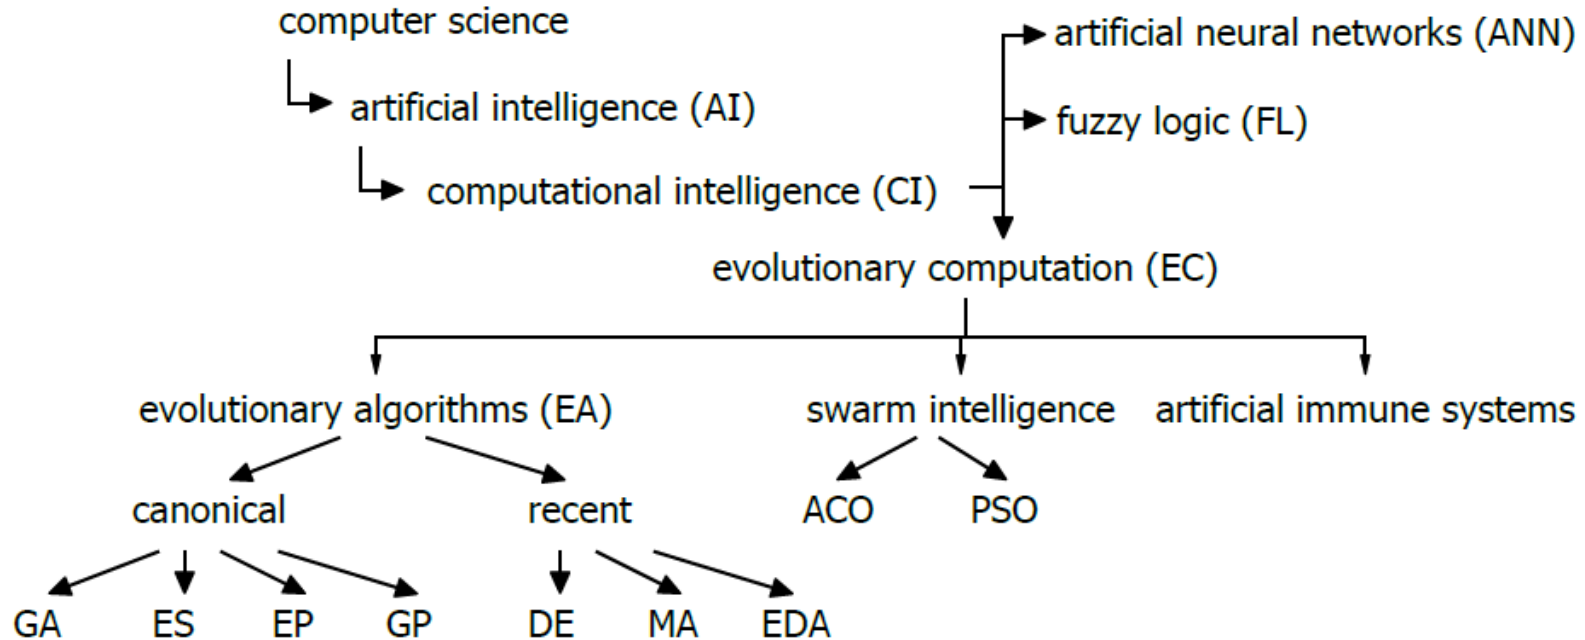 computer science
artificial neural networks (ANN)
artificial intelligence (AI)
fuzzy logic (FL)
computational intelligence (CI)
evolutionary computation (EC)
evolutionary algorithms (EA)
swarm intelligence
artificial immune systems
canonical
recent
ACO
PSO
GA
ES
EP
GP
DE
MA
EDA